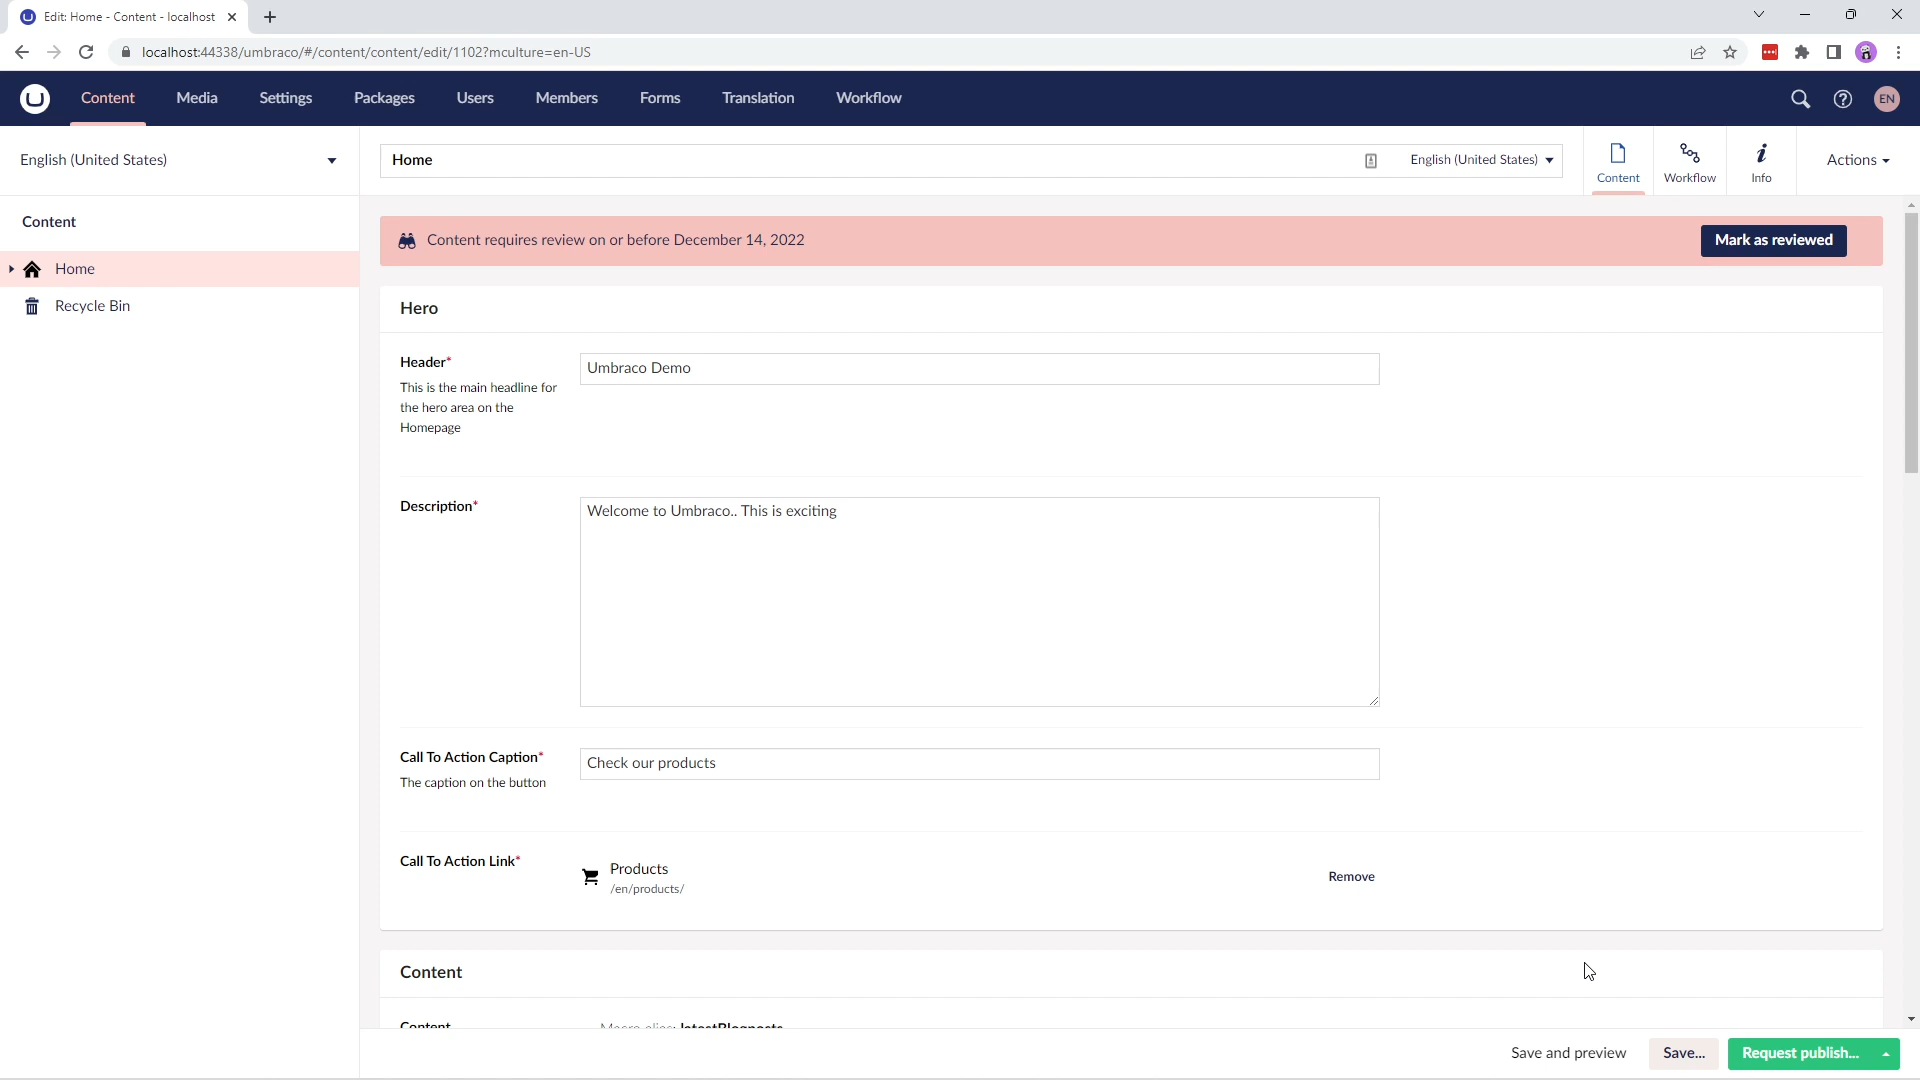 Edit: Home - Content - localhost
localhost:44338/umbraco/#/content/content/edit/1102?mculture=en-US
Content Media Settings Packages Users Members Forms Translation Workflow EN
English (United States)
Home English (United States)
Content Workflow Info Actions
Content
Home
Recycle Bin
Content requires review on or before December 14, 2022 Mark as reviewed
Hero
Header*
This is the main headline for
the hero area on the
Homepage
Umbraco Demo
Description*
Welcome to Umbraco.. This is exciting
Call To Action Caption*
The caption on the button
Check our products
Call To Action Link*
Products
/en/products/
Remove
Content
Content
Macro alias: latestBlogposts
Save and preview Save... Request publish...